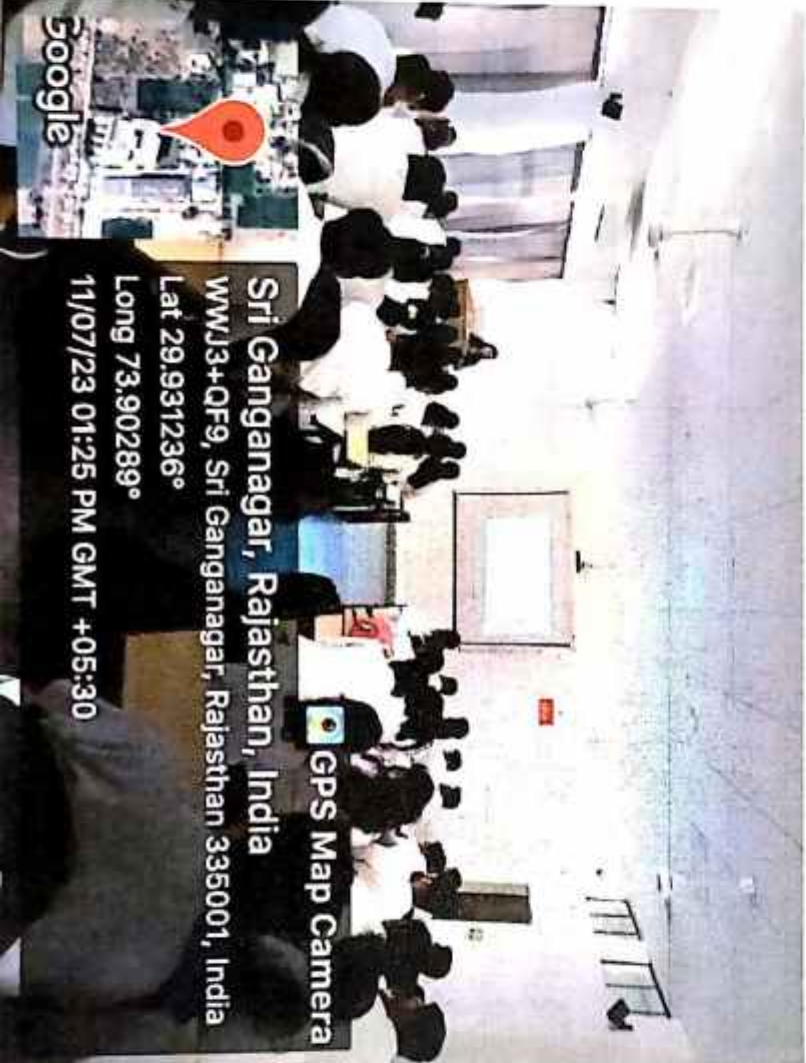 GPS Map Camera
Sri Ganganagar, Rajasthan, India
WWJ3+QF9, Sri Ganganagar, Rajasthan 335001, India
Lat 29.931236°
Long 73.90289°
11/07/23 01:25 PM GMT +05:30
Google